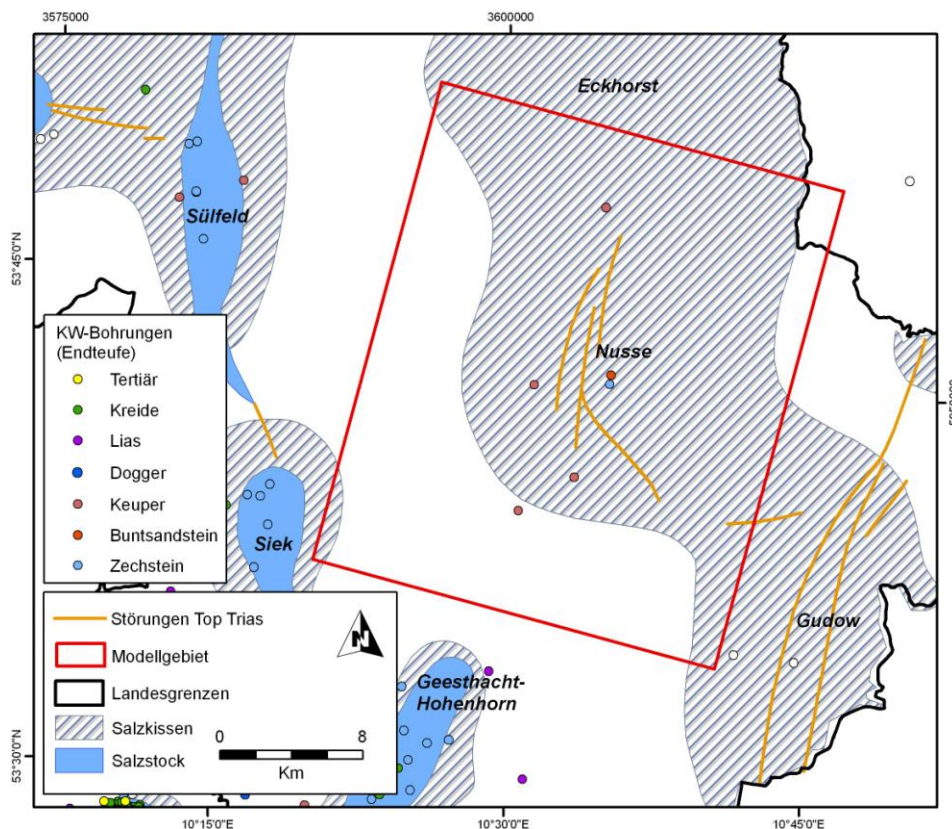 3575000
3600000
Eckhorst
Sülfeld
53°45'0"N
KW-Bohrungen
(Endteufe)
Tertiär
Kreide
Lias
Dogger
Keuper
Buntsandstein
Zechstein
Nusse
Siek
Störungen Top Trias
N
Modellgebiet
Landesgrenzen
Salzkissen
Salzstock
0 8
Km
Geesthacht-
Hohenhorn
Gudow
53°30'0"N
10°15'0"E
10°30'0"E
10°45'0"E